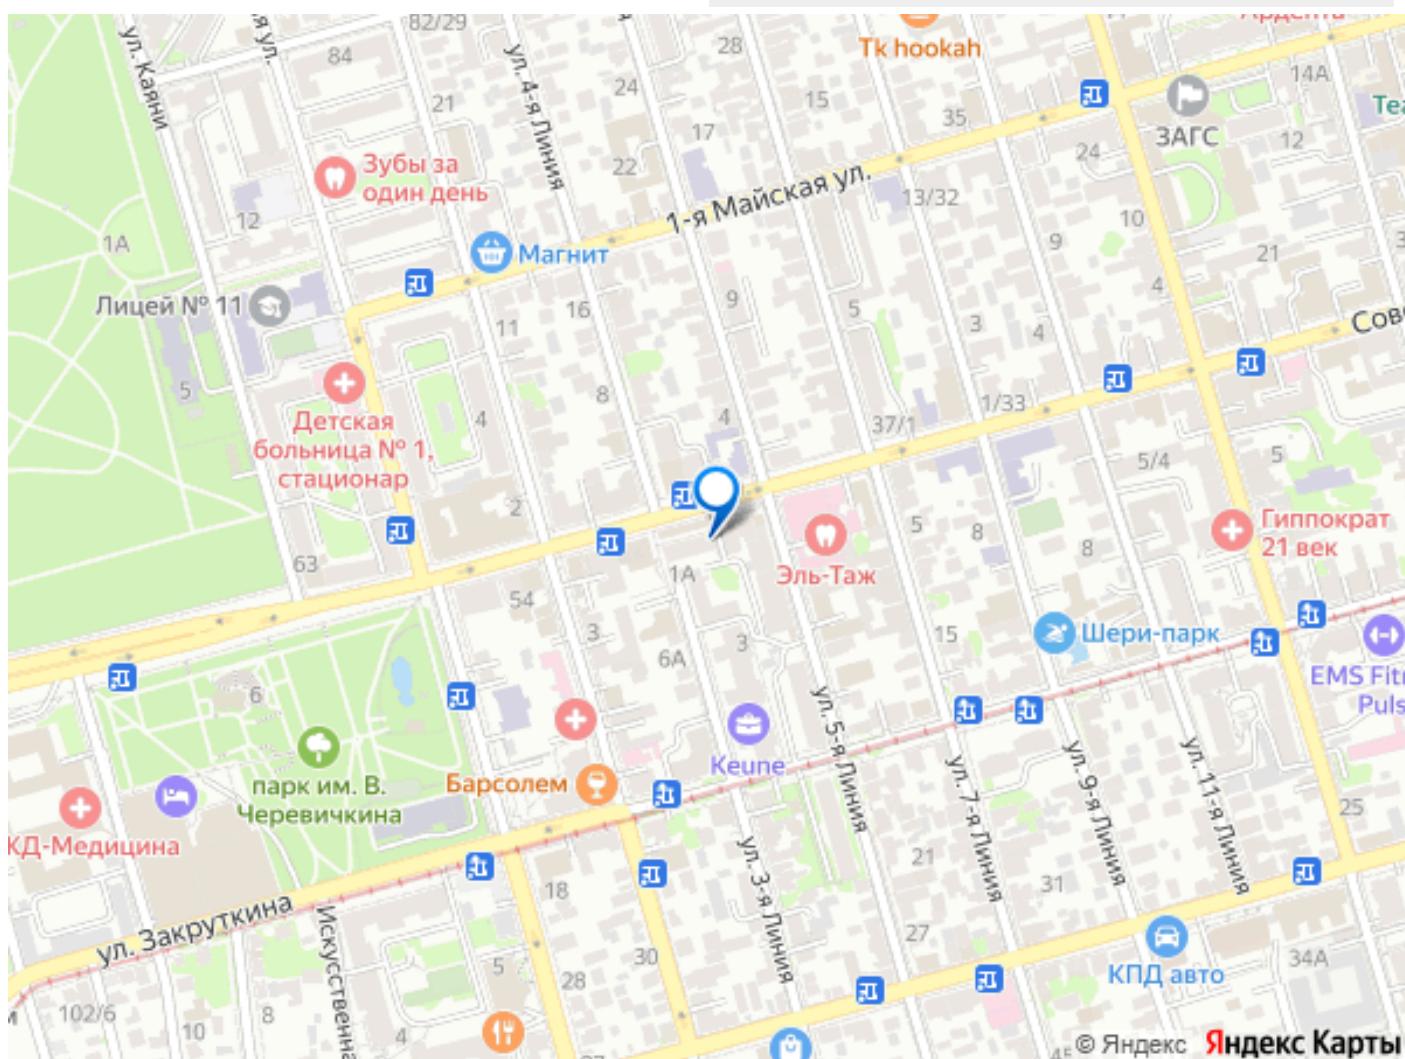 82/29
28
Tk hookah
ул. Каяни
84
ул. 4-я Линия
24
15
14А
21
17
35
ЗАГС
12
22
24
Зубы за
один день
1-я Майская ул.
13/32
10
12
1А
9
21
Магнит
4
Лицей № 11
9
16
5
11
3
4
5
8
Детская
больница № 1,
стационар
4
4
1/33
37/1
5/4
5
1
2
5
8
8
Гиппократ
21 век
63
1А
Эль-Таж
54
3
15
Шери-парк
6А
3
6
EMS Fit
Puls
Keune
ул. 5-я Линия
парк им. В.
Черевичкина
Барсолем
ул. 7-я Линия
ул. 9-я Линия
ул. 11-я Линия
КД-Медицина
25
ул. 3-я Линия
21
31
18
ул. Закруткина
Искусственна
27
30
34А
5
28
КПД авто
102/6
10
8
4
32
45
© Яндекс Яндекс Карты